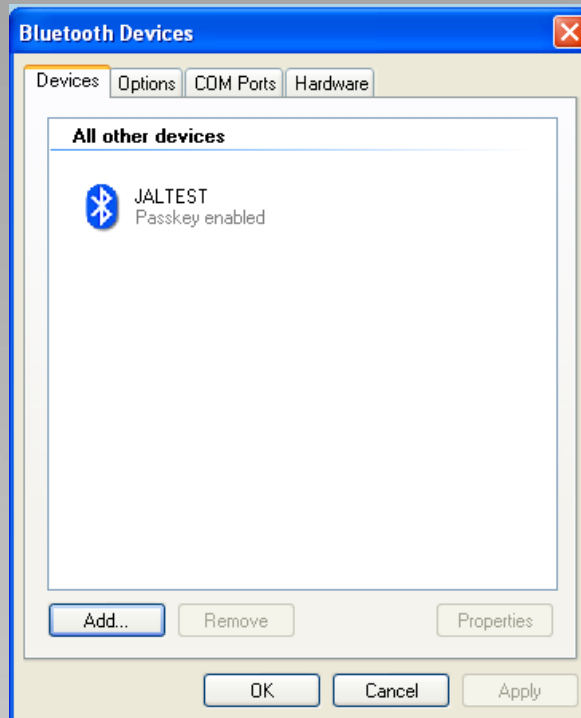 Bluetooth Devices
Devices Options COM Ports Hardware
All other devices
JALTEST
Passkey enabled
Add... Remove Properties
OK Cancel Apply